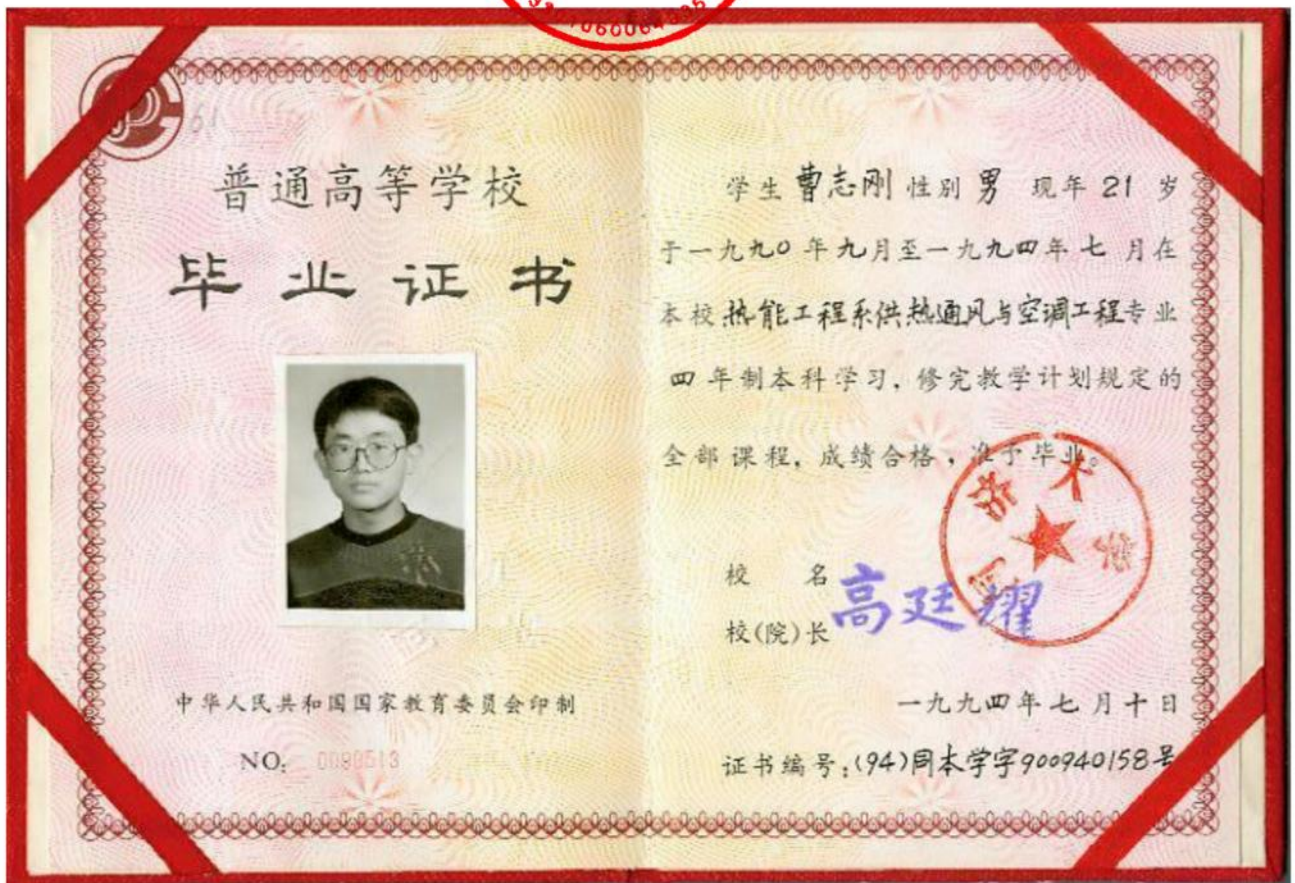 61
普通高等学校
毕业证书
中华人民共和国国家教育委员会印制
NO: 0090513
学生 曹志刚 性别 男 现年 21 岁
于一九九〇年九月至一九九四年七月在
本校热能工程系供热通风与空调工程专业
四年制本科学习，修完教学计划规定的
全部课程，成绩合格，准予毕业。
同济大学
校 名
校(院)长 高廷耀
一九九四年七月十日
证书编号：(94)同本学字900940158号